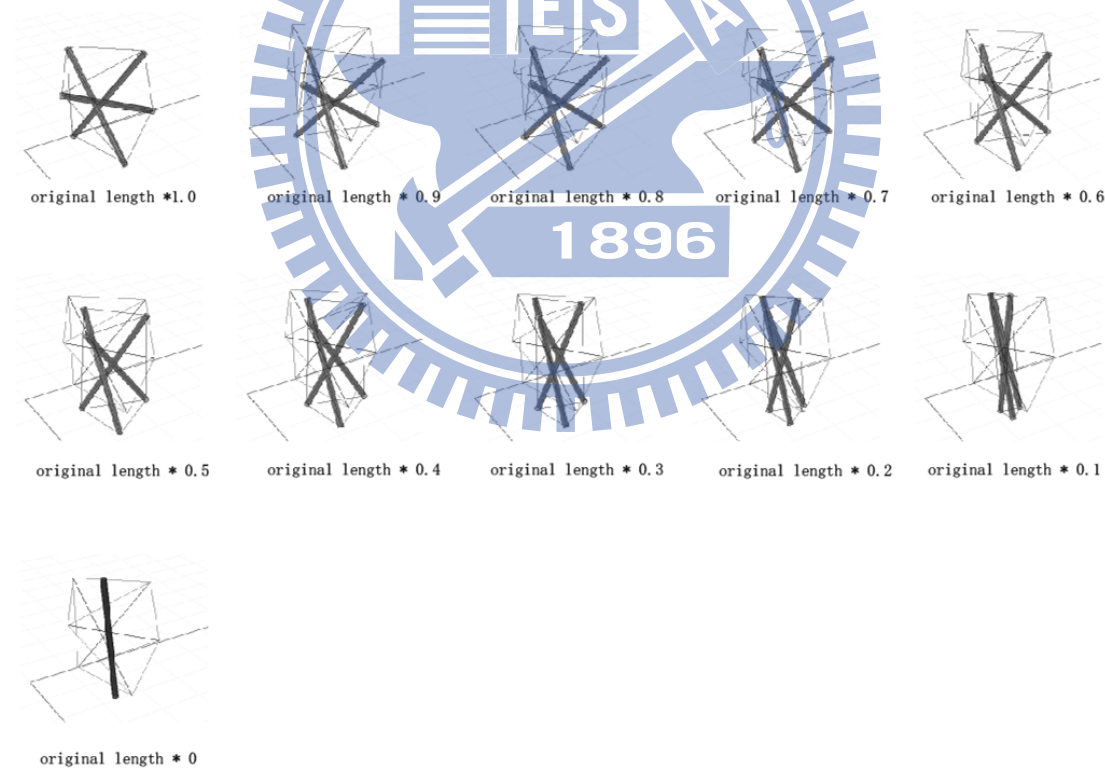 E S A
original length *1.0
original length * 0.9
original length * 0.8
original length * 0.7
original length * 0.6
1896
original length * 0.5
original length * 0.4
original length * 0.3
original length * 0.2
original length * 0.1
original length * 0